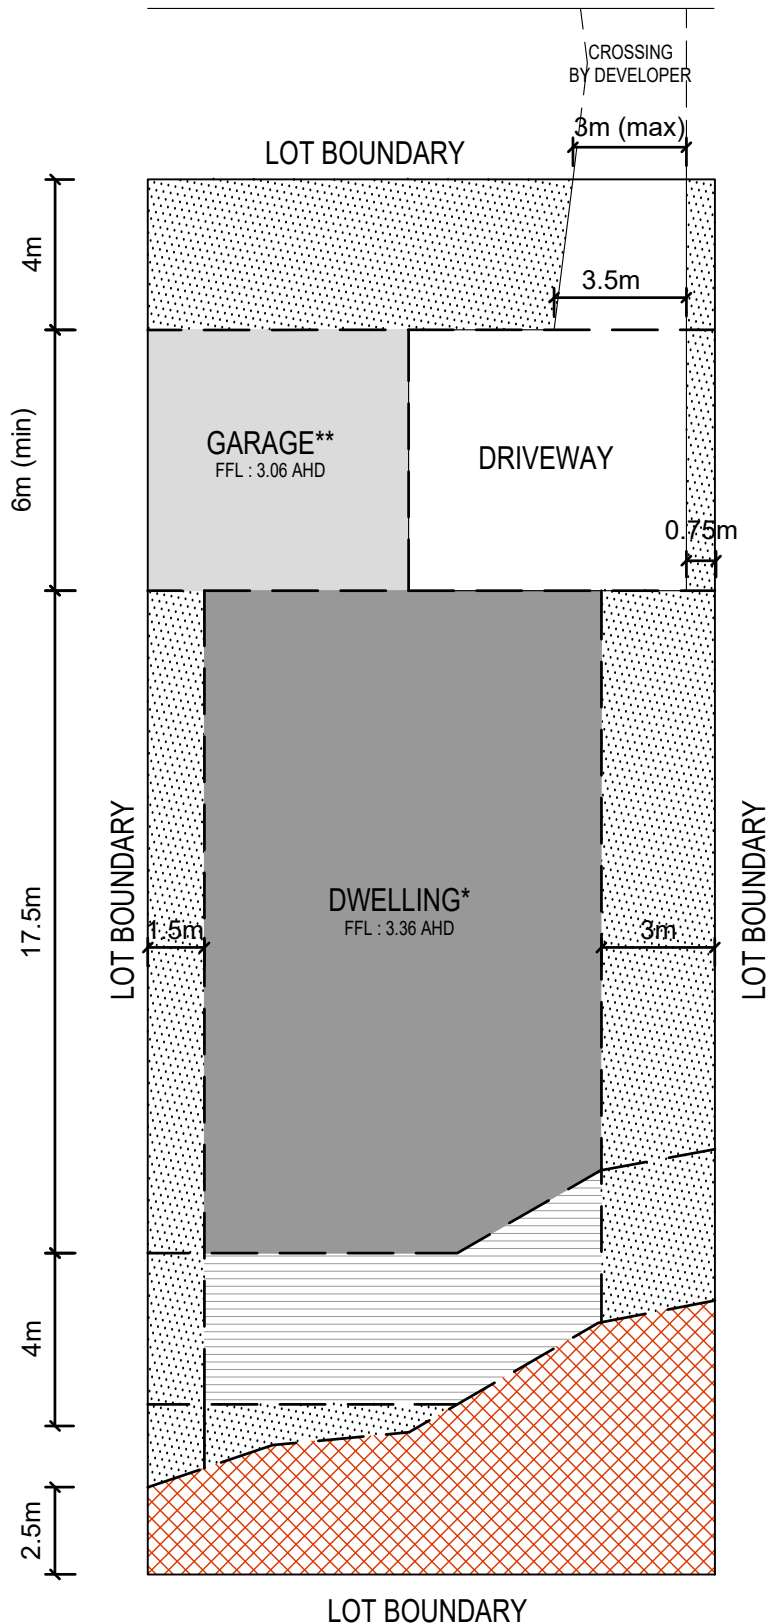 CROSSING
BY DEVELOPER
3m (max)
LOT BOUNDARY
4m
3.5m
6m (min)
GARAGE**
FFL : 3.06 AHD
DRIVEWAY
0.75m
17.5m
LOT BOUNDARY
DWELLING*
FFL : 3.36 AHD
1.5m
3m
LOT BOUNDARY
4m
2.5m
LOT BOUNDARY